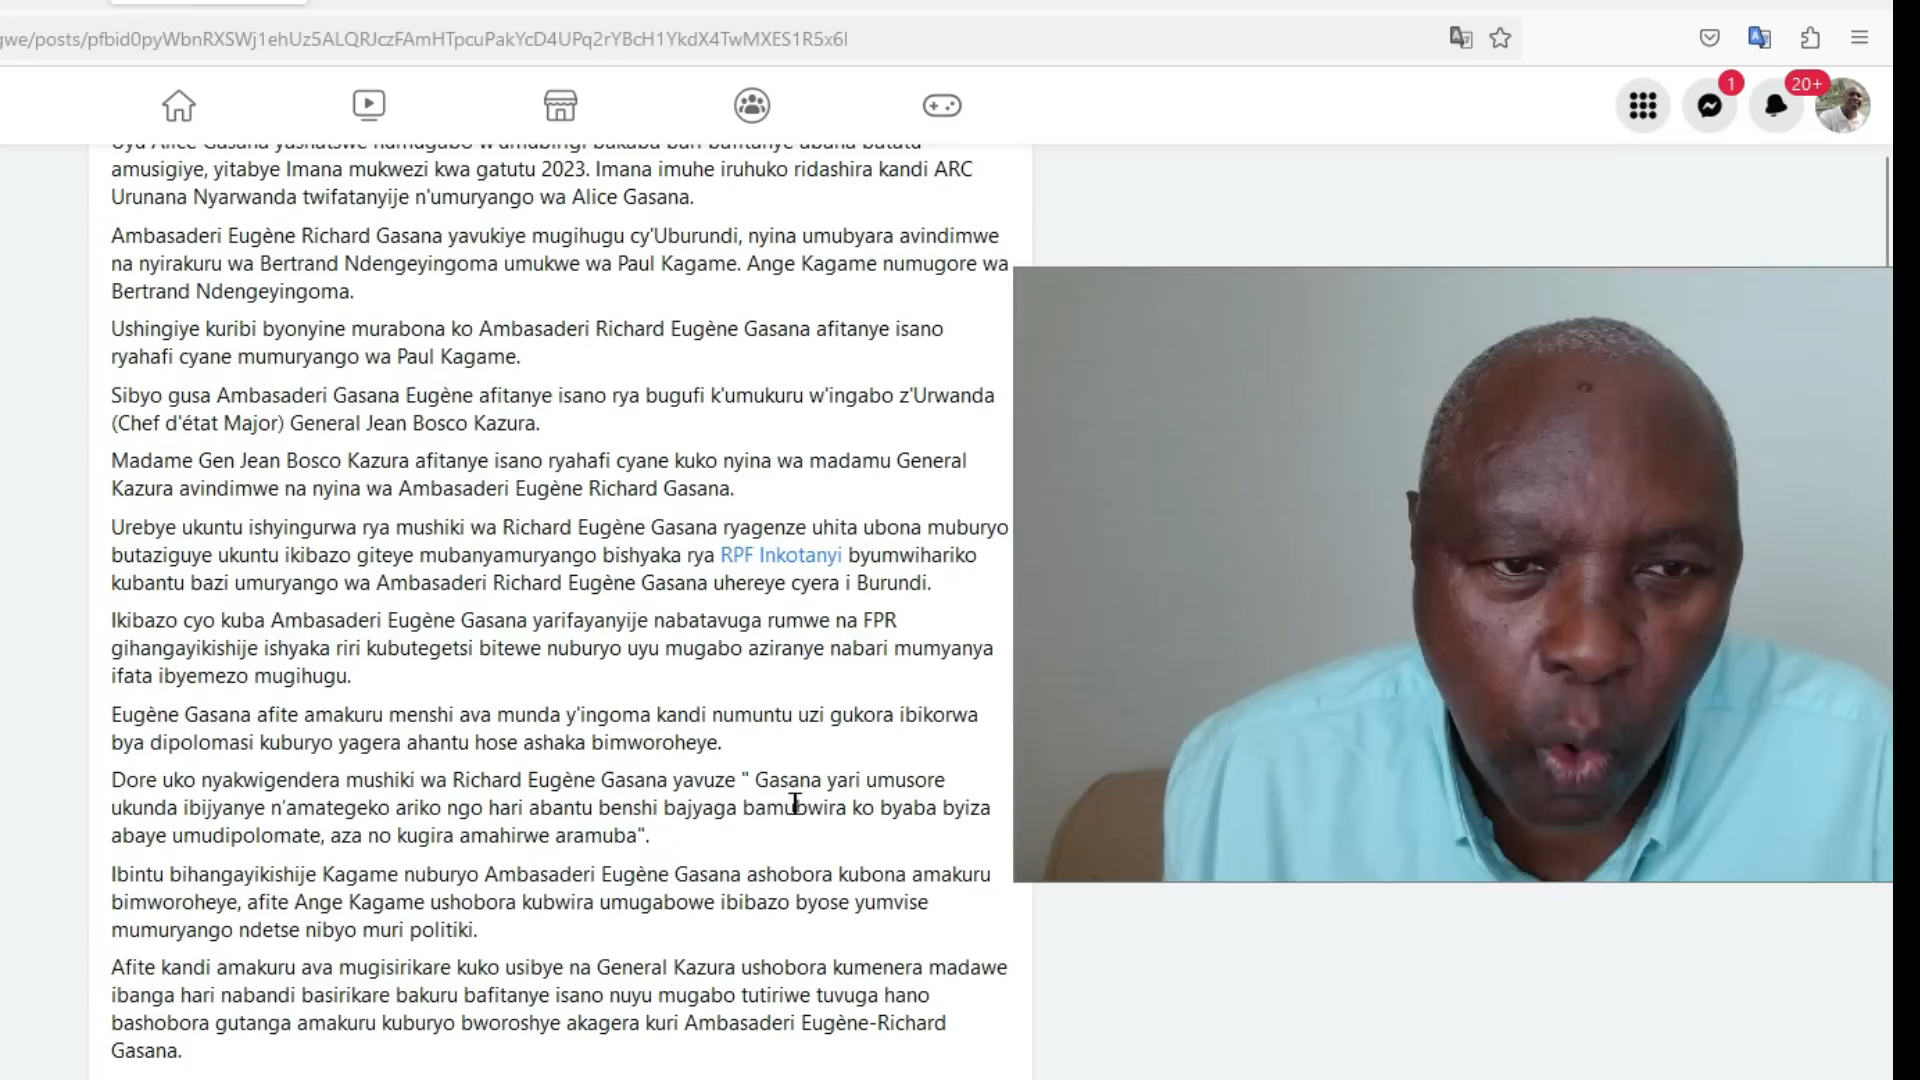 gwe/posts/pfbid0pyWbnRXSWj1ehUz5ALQRJczFAmHTpcuPakYcD4UPq2rYBcH1YkdX4TwMXES1R5x6l
1
20+
amusigiye, yitabye Imana mukwezi kwa gatutu 2023. Imana imuhe iruhuko ridashira kandi ARC
Urunana Nyarwanda twifatanyije n'umuryango wa Alice Gasana.
Ambasaderi Eugène Richard Gasana yavukiye mugihugu cy'Uburundi, nyina umubyara avindimwe
na nyirakuru wa Bertrand Ndengeyingoma umukwe wa Paul Kagame. Ange Kagame numugore wa
Bertrand Ndengeyingoma.
Ushingiye kuribi byonyine murabona ko Ambasaderi Richard Eugène Gasana afitanye isano
ryahafi cyane mumuryango wa Paul Kagame.
Sibyo gusa Ambasaderi Gasana Eugène afitanye isano rya bugufi k'umukuru w'ingabo z'Urwanda
(Chef d'état Major) General Jean Bosco Kazura.
Madame Gen Jean Bosco Kazura afitanye isano ryahafi cyane kuko nyina wa madamu General
Kazura avindimwe na nyina wa Ambasaderi Eugène Richard Gasana.
Urebye ukuntu ishyingurwa rya mushiki wa Richard Eugène Gasana ryagenze uhita ubona muburyo
butaziguye ukuntu ikibazo giteye mubanyamuryango bishyaka rya RPF Inkotanyi byumwihariko
kubantu bazi umuryango wa Ambasaderi Richard Eugène Gasana uhereye cyera i Burundi.
Ikibazo cyo kuba Ambasaderi Eugène Gasana yarifayanyije nabatavuga rumwe na FPR
gihangayikishije ishyaka riri kubutegetsi bitewe nuburyo uyu mugabo aziranye nabari mumyanya
ifata ibyemezo mugihugu.
Eugène Gasana afite amakuru menshi ava munda y'ingoma kandi numuntu uzi gukora ibikorwa
bya dipolomasi kuburyo yagera ahantu hose ashaka bimworoheye.
Dore uko nyakwigendera mushiki wa Richard Eugène Gasana yavuze " Gasana yari umusore
ukunda ibijyanye n'amategeko ariko ngo hari abantu benshi bajyaga bamubwira ko byaba byiza
abaye umudipolomate, aza no kugira amahirwe aramuba".
Ibintu bihangayikishije Kagame nuburyo Ambasaderi Eugène Gasana ashobora kubona amakuru
bimworoheye, afite Ange Kagame ushobora kubwira umugabowe ibibazo byose yumvise
mumuryango ndetse nibyo muri politiki.
Afite kandi amakuru ava mugisirikare kuko usibye na General Kazura ushobora kumenera madawe
ibanga hari nabandi basirikare bakuru bafitanye isano nuyu mugabo tutiriwe tuvuga hano
bashobora gutanga amakuru kuburyo bworoshye akagera kuri Ambasaderi Eugène-Richard
Gasana.